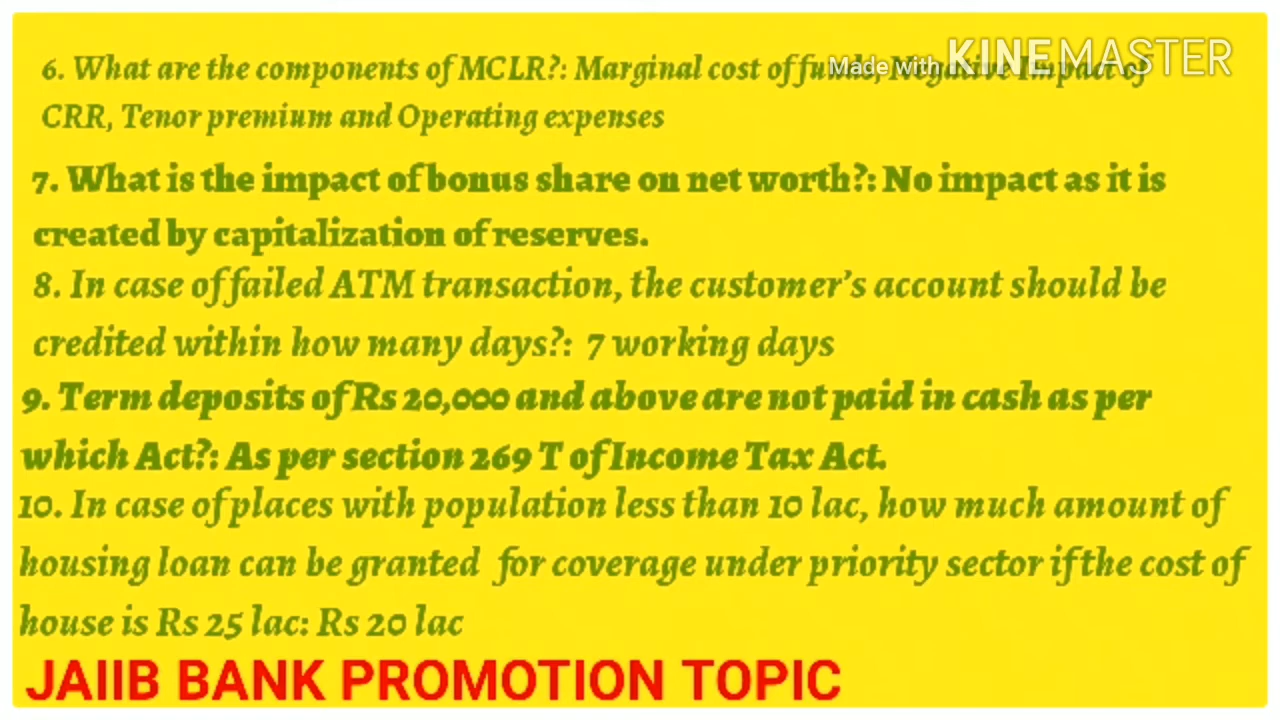 6. What are the components of MCLR?: Marginal cost of funds, Negative Impact of
Made with KINEMASTER
CRR, Tenor premium and Operating expenses
7. What is the impact of bonus share on net worth?: No impact as it is
created by capitalization of reserves.
8. In case of failed ATM transaction, the customer’s account should be
credited within how many days?: 7 working days
9. Term deposits of Rs 20,000 and above are not paid in cash as per
which Act?: As per section 269 T of Income Tax Act.
10. In case of places with population less than 10 lac, how much amount of
housing loan can be granted for coverage under priority sector if the cost of
house is Rs 25 lac: Rs 20 lac
JAIIB BANK PROMOTION TOPIC